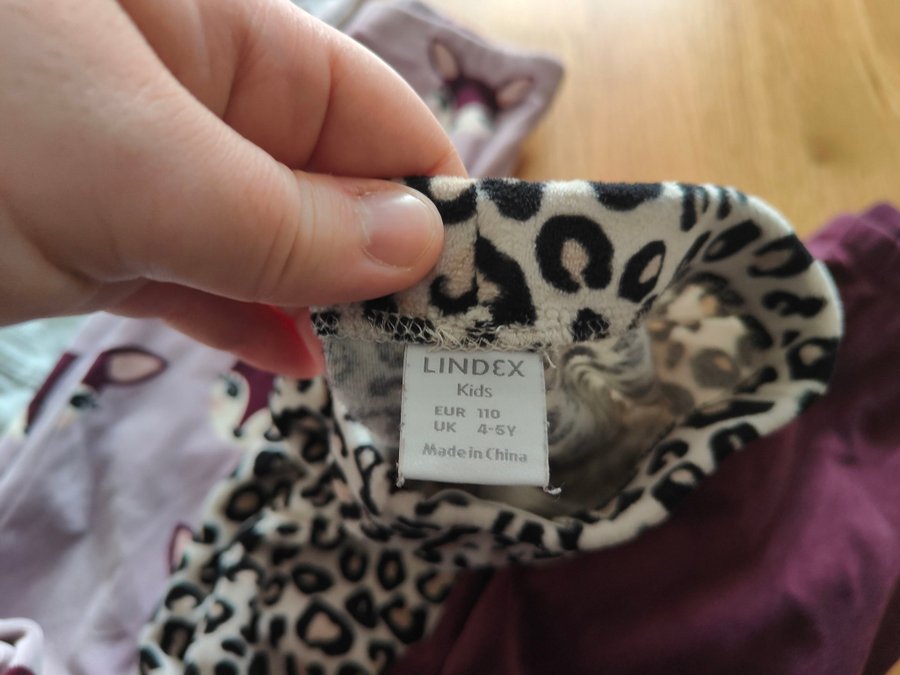 LINDEX
Kids
EUR 110
UK 4-5Y
Made in China